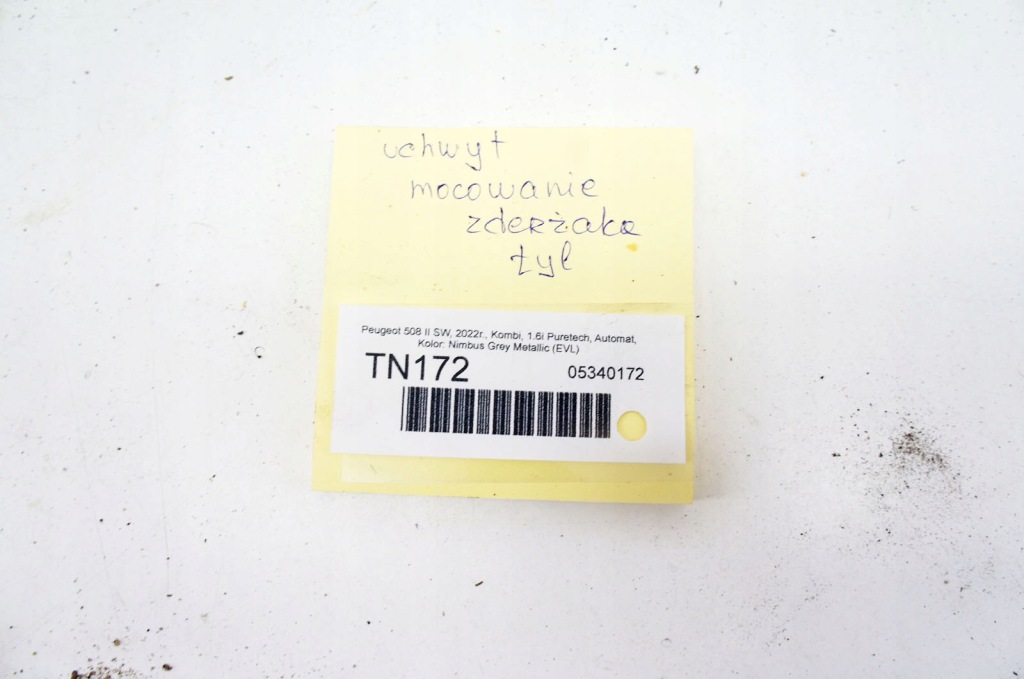 uchwyt
mocowanie
zderżaka
tył
Peugeot 508 II SW, 2022r., Kombi, 1.6i Puretech, Automat,
Kolor: Nimbus Grey Metallic (EVL)
TN172 05340172